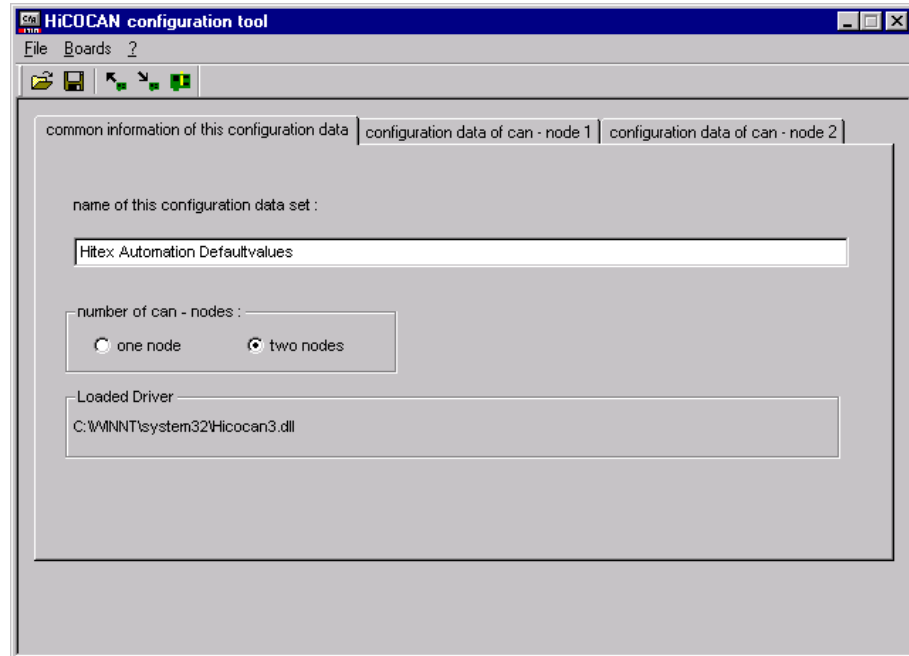 HiCOCAN configuration tool
File Boards ?
common information of this configuration data configuration data of can - node 1 configuration data of can - node 2
name of this configuration data set :
Hitex Automation Defaultvalues
number of can - nodes :
one node two nodes
Loaded Driver
C:\WINNT\system32\Hicocan3.dll